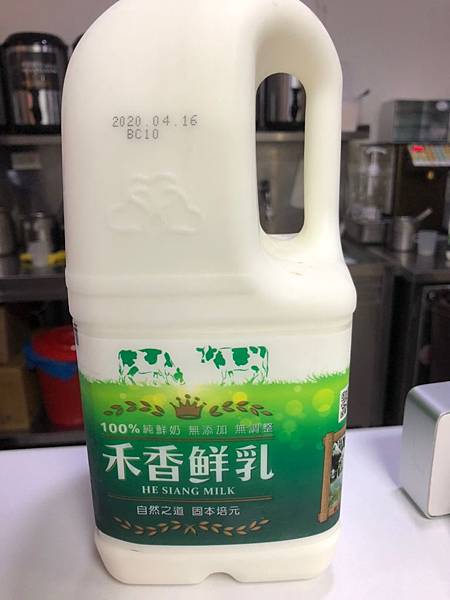 2020.04.16
BC10
100%純鮮奶 無添加 無調整
禾香鮮乳
HE SIANG MILK
自然之道 固本培元